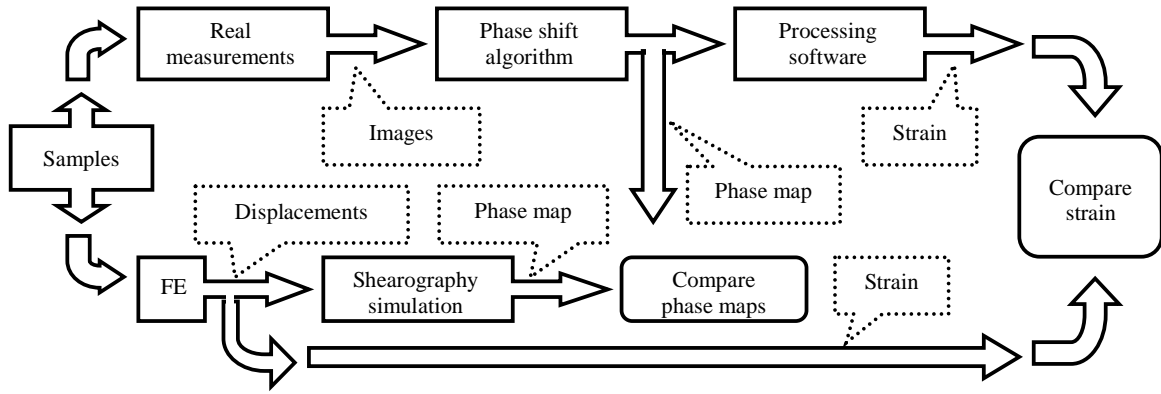 Real
measurements
Phase shift
algorithm
Processing
software
Images
Strain
Samples
Phase map
Compare
strain
Displacements
Phase map
FE
Shearography
simulation
Compare
phase maps
Strain